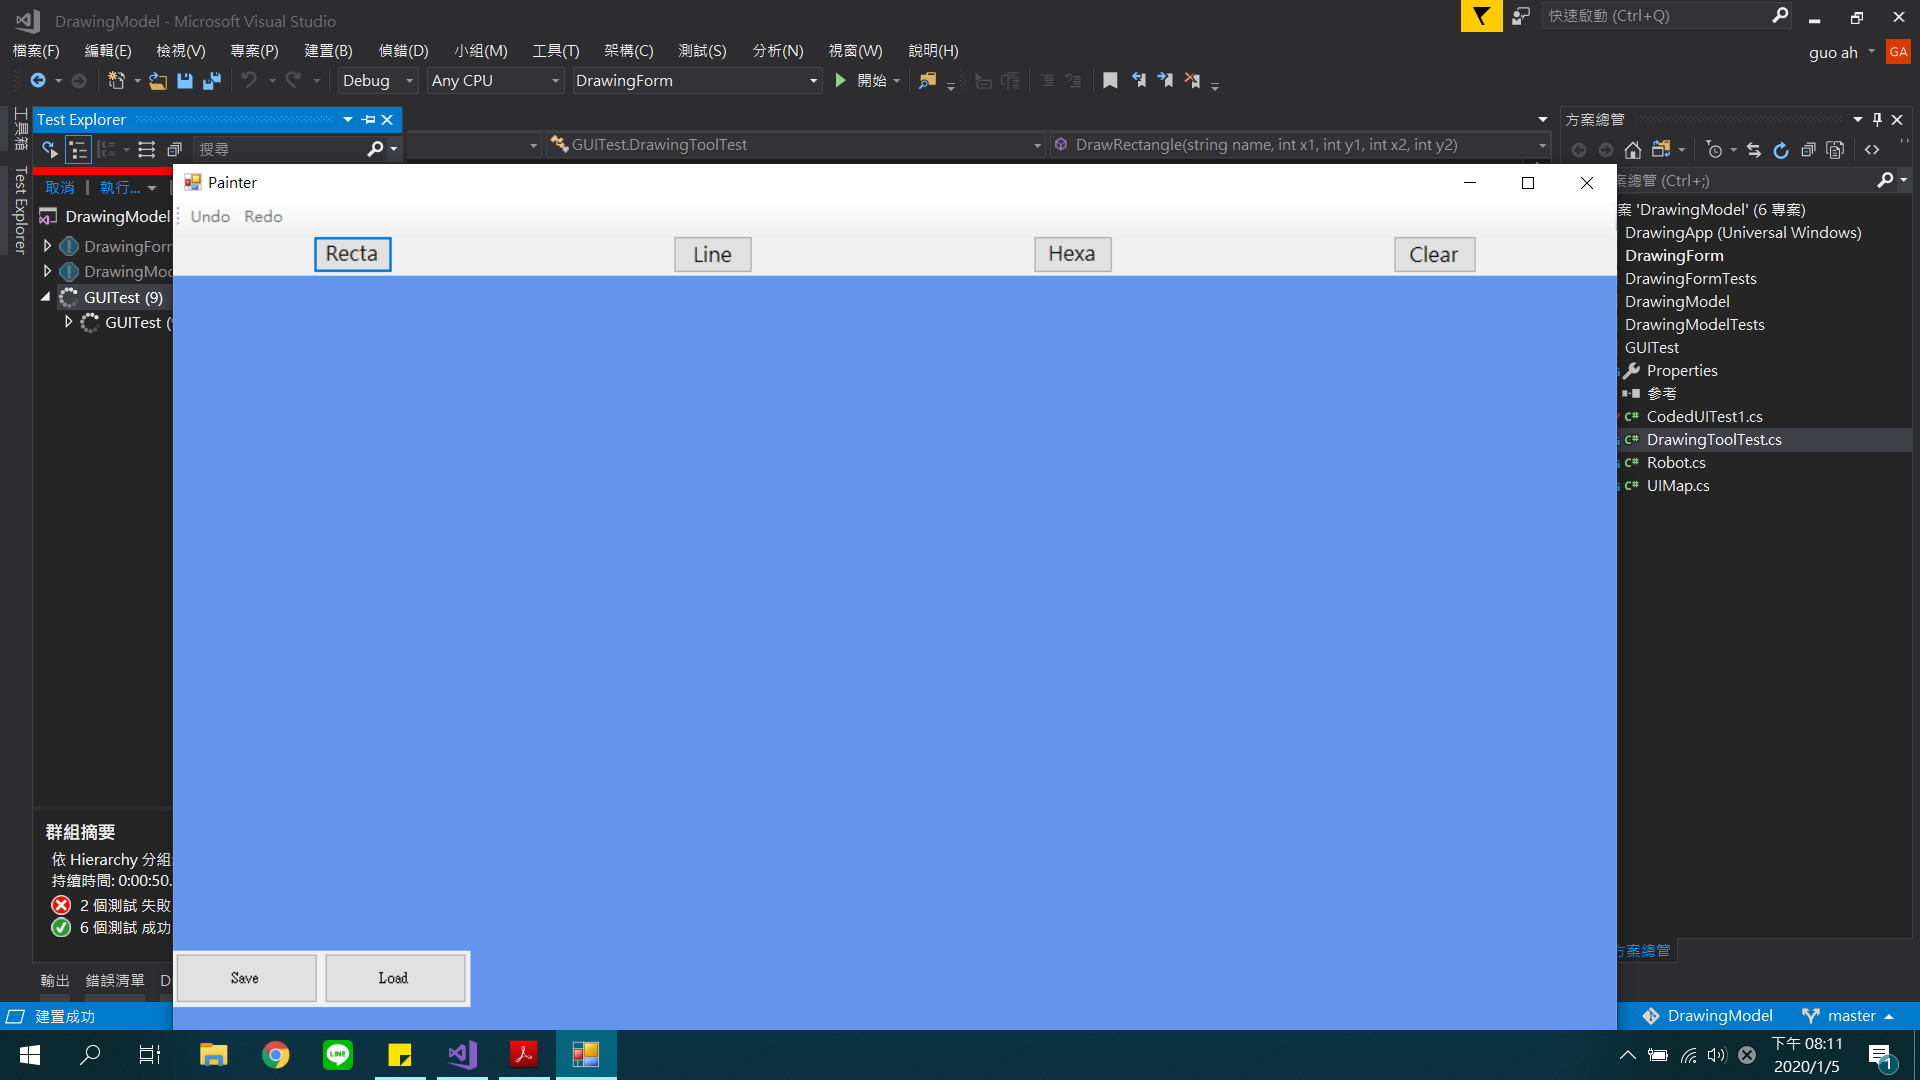 DrawingModel - Microsoft Visual Studio
快速啟動 (Ctrl+Q)
檔案(F) 編輯(E) 檢視(V) 專案(P) 建置(B) 偵錯(D) 小組(M) 工具(T) 架構(C) 測試(S) 分析(N) 視窗(W) 說明(H)
guo ah GA
Debug Any CPU DrawingForm 開始
工具箱
Test Explorer
Test Explorer
搜尋
GUITest.DrawingToolTest
DrawRectangle(string name, int x1, int y1, int x2, int y2)
方案總管
取消 執行...
DrawingModel
DrawingForr
DrawingMod
GUITest (9)
GUITest (
Painter
Undo Redo
Recta Line Hexa Clear
Save Load
案總管 (Ctrl+;)
案 'DrawingModel' (6 專案)
DrawingApp (Universal Windows)
DrawingForm
DrawingFormTests
DrawingModel
DrawingModelTests
GUITest
Properties
參考
C# CodedUITest1.cs
C# DrawingToolTest.cs
C# Robot.cs
C# UIMap.cs
群組摘要
依 Hierarchy 分組
持續時間: 0:00:50.
2 個測試 失敗
6 個測試 成功
方案總管
輸出 錯誤清單 D
建置成功
DrawingModel master
LINE
下午 08:11
2020/1/5
1